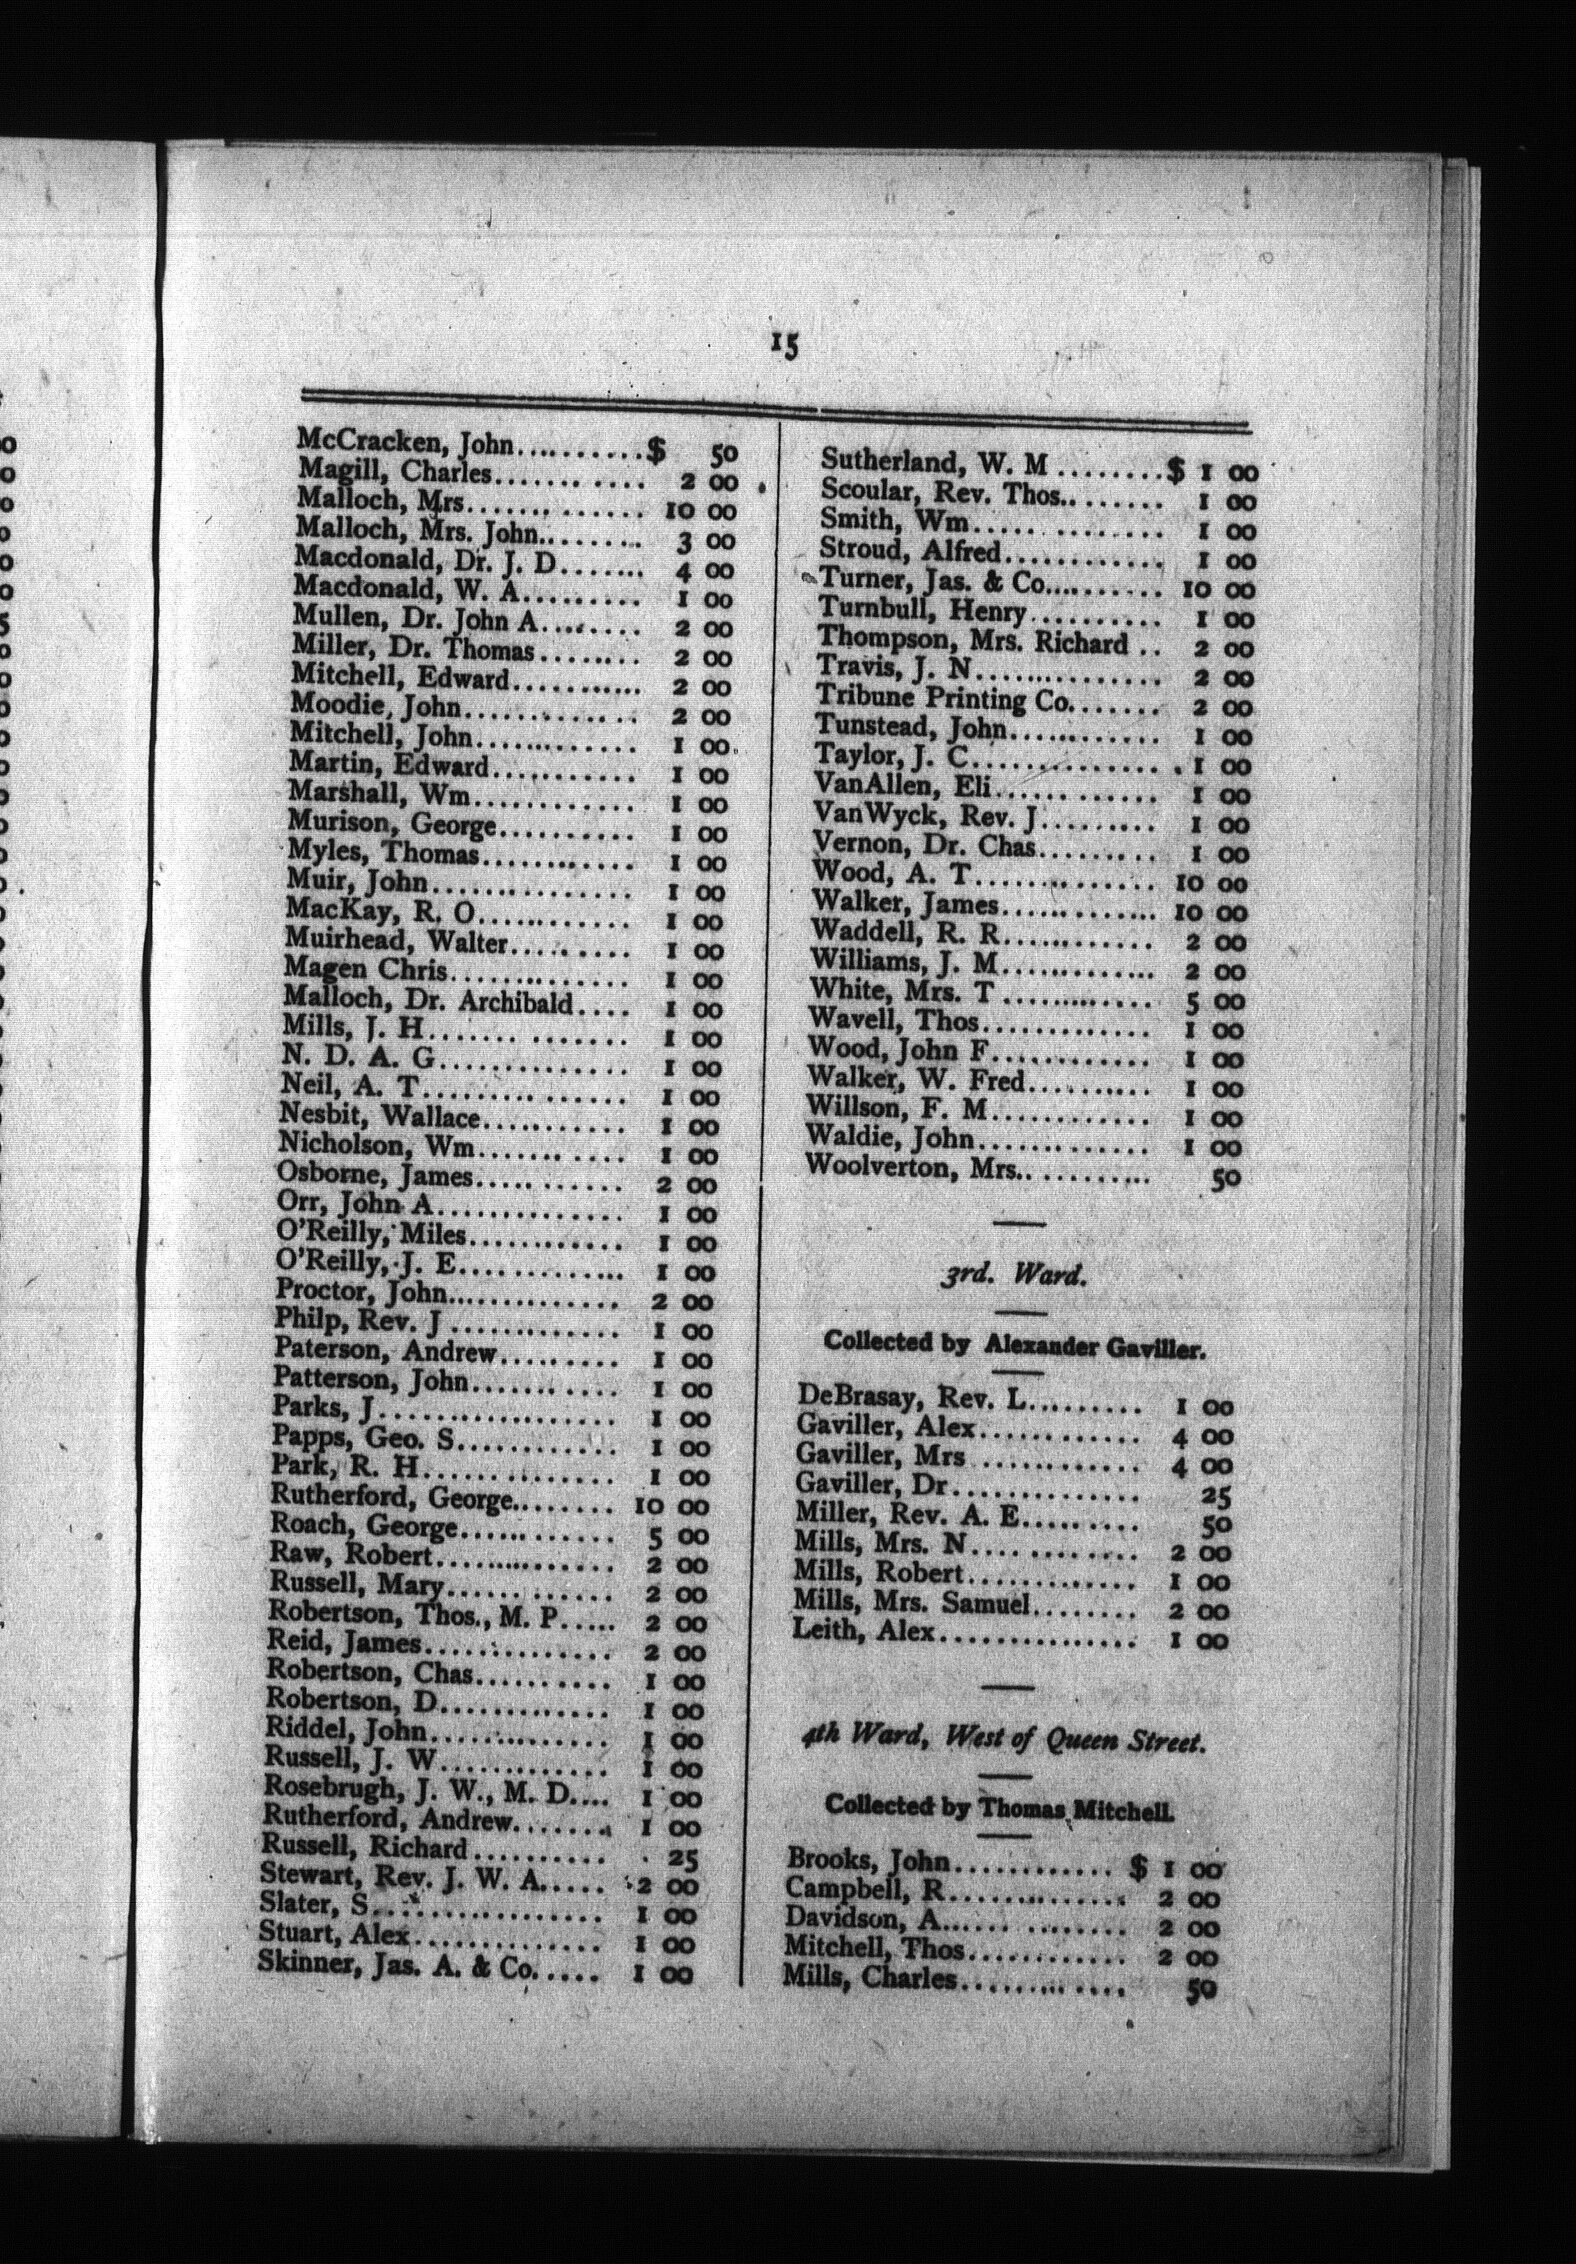 15
McCracken, John..........$ 50
Magill, Charles........... 2 00
Malloch, Mrs............. 10 00
Malloch, Mrs. John........ 3 00
Macdonald, Dr. J. D....... 4 00
Macdonald, W. A......... 1 00
Mullen, Dr. John A........ 2 00
Miller, Dr. Thomas........ 2 00
Mitchell, Edward........... 2 00
Moodie, John............. 2 00
Mitchell, John............ 1 00
Martin, Edward........... 1 00
Marshall, Wm............ 1 00
Murison, George.......... 1 00
Myles, Thomas........... 1 00
Muir, John............... 1 00
MacKay, R. O........... 1 00
Muirhead, Walter......... 1 00
Magen Chris............. 1 00
Malloch, Dr. Archibald.... 1 00
Mills, J. H.............. 1 00
N. D. A. G.............. 1 00
Neil, A. T............... 1 00
Nesbit, Wallace.......... 1 00
Nicholson, Wm.......... 1 00
Osborne, James........... 2 00
Orr, John A............. 1 00
O'Reilly, Miles........... 1 00
O'Reilly, J. E............ 1 00
Proctor, John............. 2 00
Philp, Rev. J ............ 1 00
Paterson, Andrew......... 1 00
Patterson, John........... 1 00
Parks, J................. 1 00
Papps, Geo. S............ 1 00
Park, R. H.............. 1 00
Rutherford, George........ 10 00
Roach, George........... 5 00
Raw, Robert............. 2 00
Russell, Mary............ 2 00
Robertson, Thos., M. P..... 2 00
Reid, James.............. 2 00
Robertson, Chas.......... 1 00
Robertson, D............ 1 00
Riddel, John............. 1 00
Russell, J. W............ 1 00
Rosebrugh, J. W., M. D.... 1 00
Rutherford, Andrew....... 1 00
Russell, Richard .......... 25
Stewart, Rev. J. W. A..... 2 00
Slater, S................. 1 00
Stuart, Alex.............. 1 00
Skinner, Jas. A. & Co..... 1 00
Sutherland, W. M ........$ 1 00
Scoular, Rev. Thos........ 1 00
Smith, Wm............. 1 00
Stroud, Alfred............ 1 00
Turner, Jas. & Co.......... 10 00
Turnbull, Henry.......... 1 00
Thompson, Mrs. Richard .. 2 00
Travis, J. N............. 2 00
Tribune Printing Co....... 2 00
Tunstead, John........... 1 00
Taylor, J. C.............. 1 00
VanAllen, Eli............ 1 00
VanWyck, Rev. J......... 1 00
Vernon, Dr. Chas......... 1 00
Wood, A. T............. 10 00
Walker, James............ 10 00
Waddell, R. R........... 2 00
Williams, J. M........... 2 00
White, Mrs. T ........... 5 00
Wavell, Thos............ 1 00
Wood, John F........... 1 00
Walker, W. Fred......... 1 00
Willson, F. M........... 1 00
Waldie, John............ 1 00
Woolverton, Mrs.......... 50
3rd. Ward.
Collected by Alexander Gaviller.
DeBrasay, Rev. L......... 1 00
Gaviller, Alex............ 4 00
Gaviller, Mrs ............ 4 00
Gaviller, Dr.............. 25
Miller, Rev. A. E......... 50
Mills, Mrs. N............ 2 00
Mills, Robert............ 1 00
Mills, Mrs. Samuel........ 2 00
Leith, Alex.............. 1 00
4th Ward, West of Queen Street.
Collected by Thomas Mitchell.
Brooks, John............ $ 1 00
Campbell, R............. 2 00
Davidson, A............ 2 00
Mitchell, Thos........... 2 00
Mills, Charles............ 50